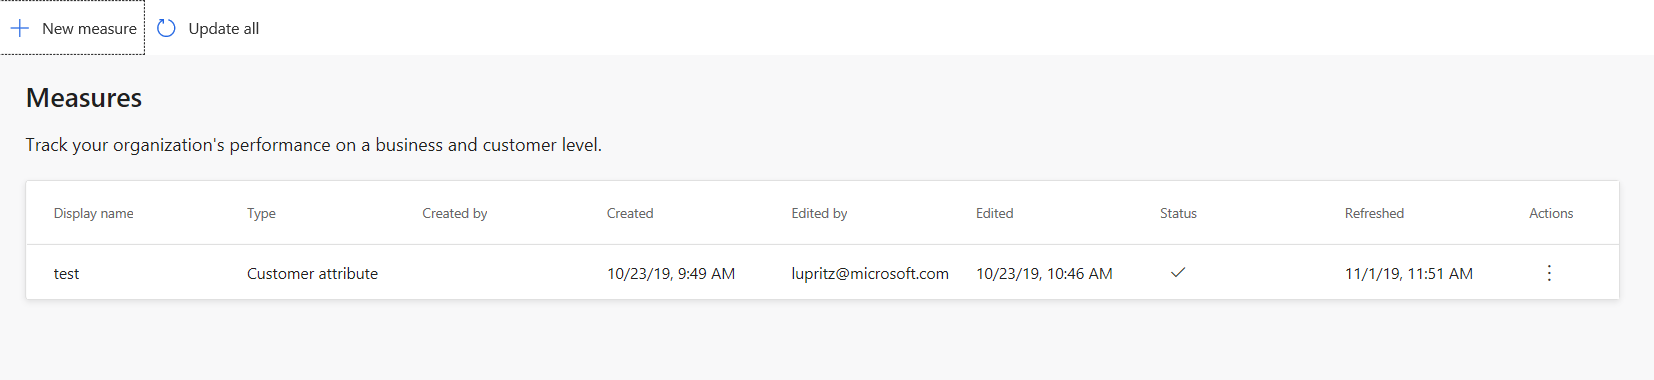 New measure Update all
Measures
Track your organization's performance on a business and customer level.
Display name Type Created by Created Edited by Edited Status Refreshed Actions
test Customer attribute 10/23/19, 9:49 AM lupritz@microsoft.com 10/23/19, 10:46 AM 11/1/19, 11:51 AM